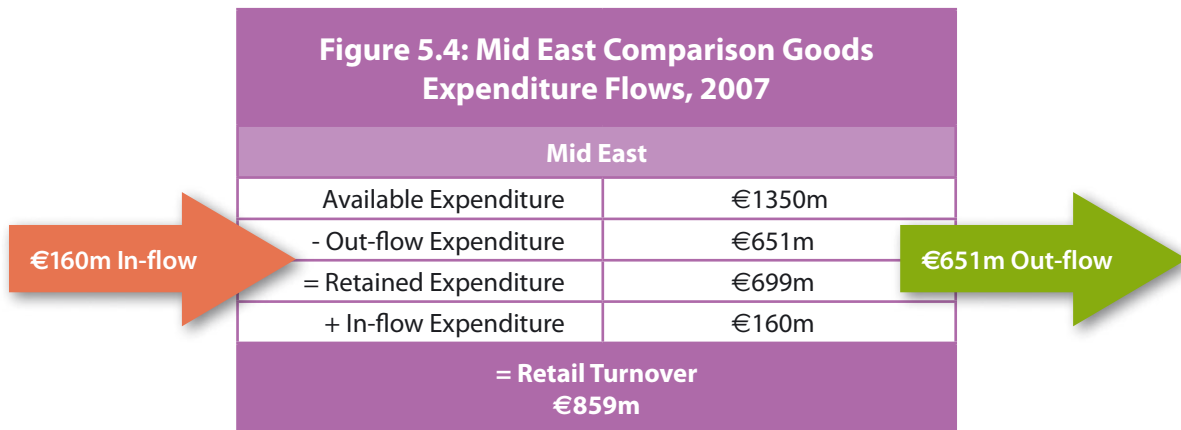 Figure 5.4: Mid East Comparison Goods
Expenditure Flows, 2007
Mid East
Available Expenditure €1350m
- Out-flow Expenditure €651m
€160m In-flow
€651m Out-flow
= Retained Expenditure €699m
+ In-flow Expenditure €160m
= Retail Turnover
€859m